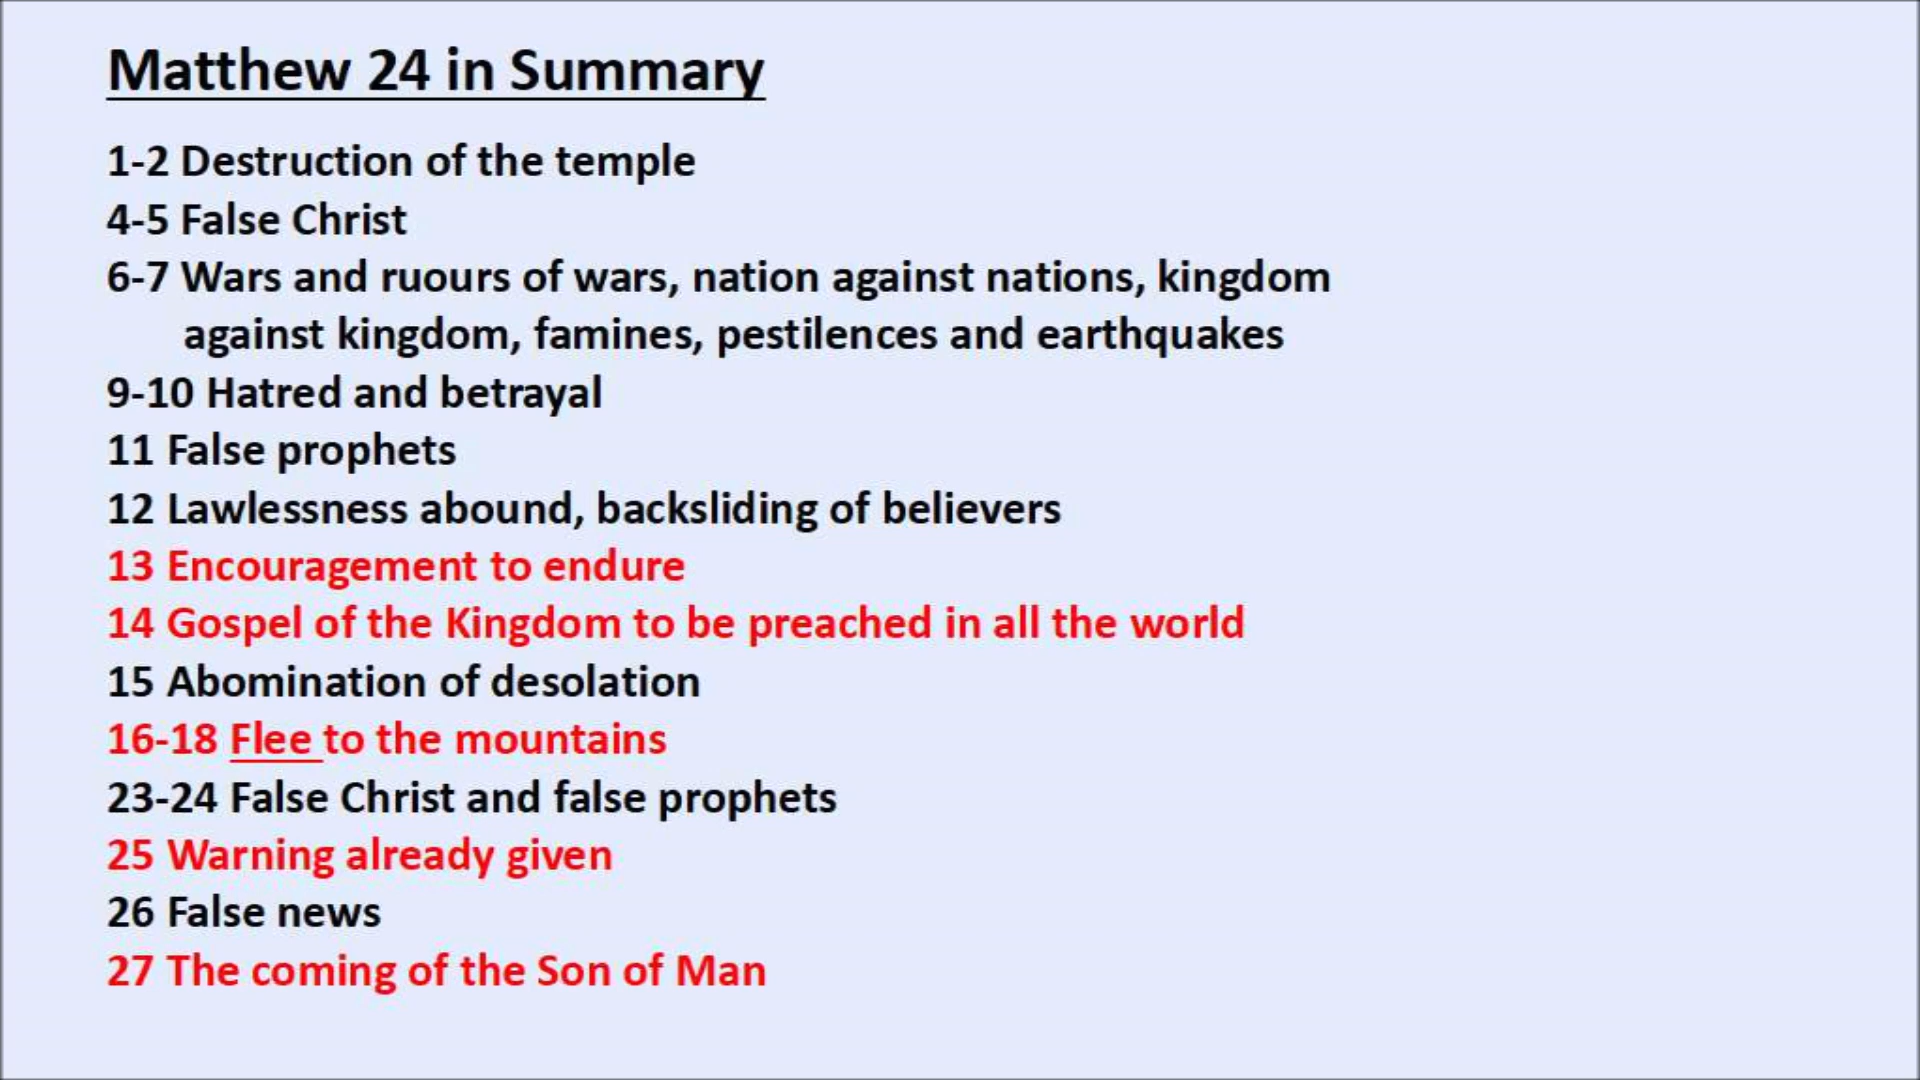 Matthew 24 in Summary
1-2 Destruction of the temple
4-5 False Christ
6-7 Wars and ruours of wars, nation against nations, kingdom
against kingdom, famines, pestilences and earthquakes
9-10 Hatred and betrayal
11 False prophets
12 Lawlessness abound, backsliding of believers
13 Encouragement to endure
14 Gospel of the Kingdom to be preached in all the world
15 Abomination of desolation
16-18 Flee to the mountains
23-24 False Christ and false prophets
25 Warning already given
26 False news
27 The coming of the Son of Man